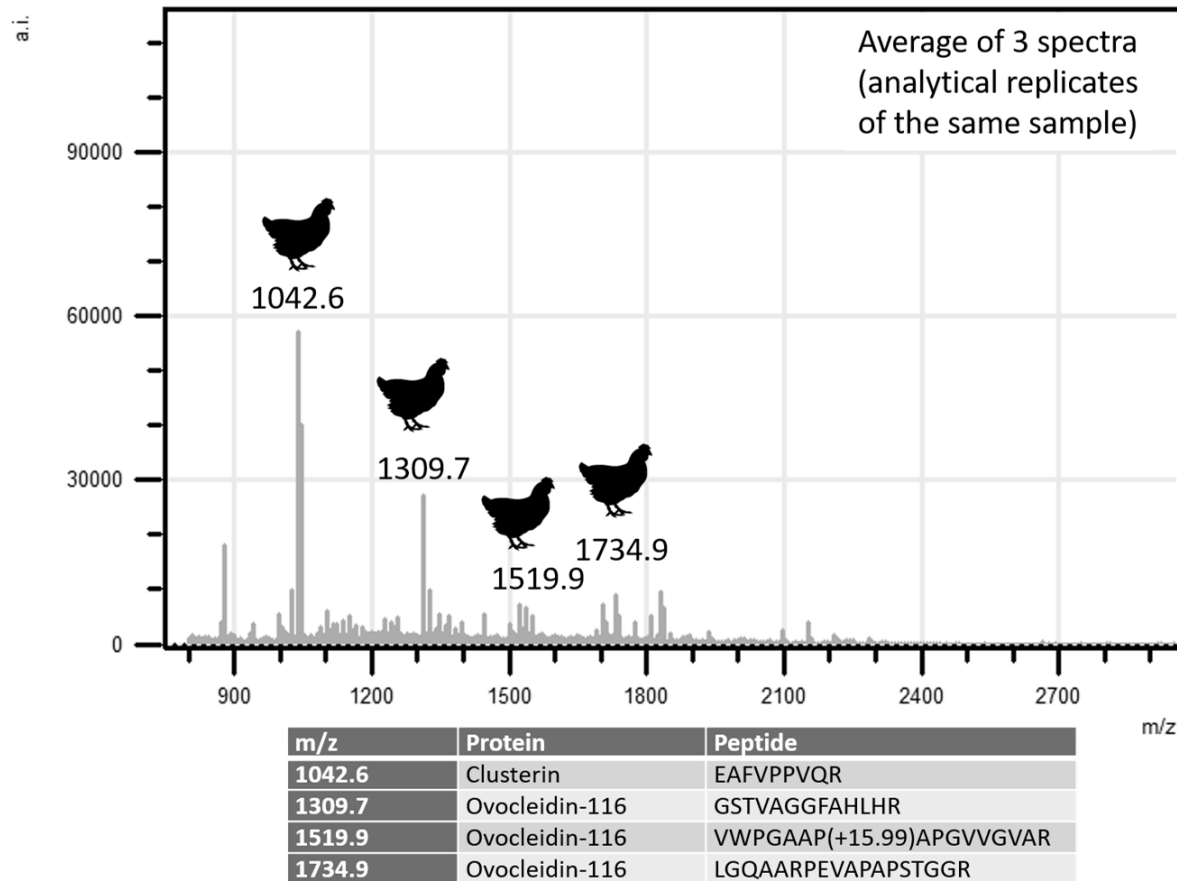 a.i.
Average of 3 spectra
(analytical replicates
of the same sample)
90000
1042.6
60000
1309.7
30000
1734.9
1519.9
0
900 1200 1500 1800 2100 2400 2700
m/z
m/z Protein Peptide
1042.6 Clusterin EAFVPPVQR
1309.7 Ovocleidin-116 GSTVAGGFAHLHR
1519.9 Ovocleidin-116 VWPGAAP(+15.99)APGVVGVAR
1734.9 Ovocleidin-116 LGQAARPEVAPAPSTGGR